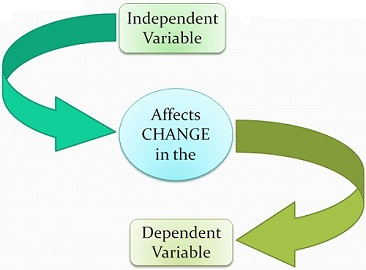 Independent
Variable
Affects
CHANGE
in the
Dependent
Variable